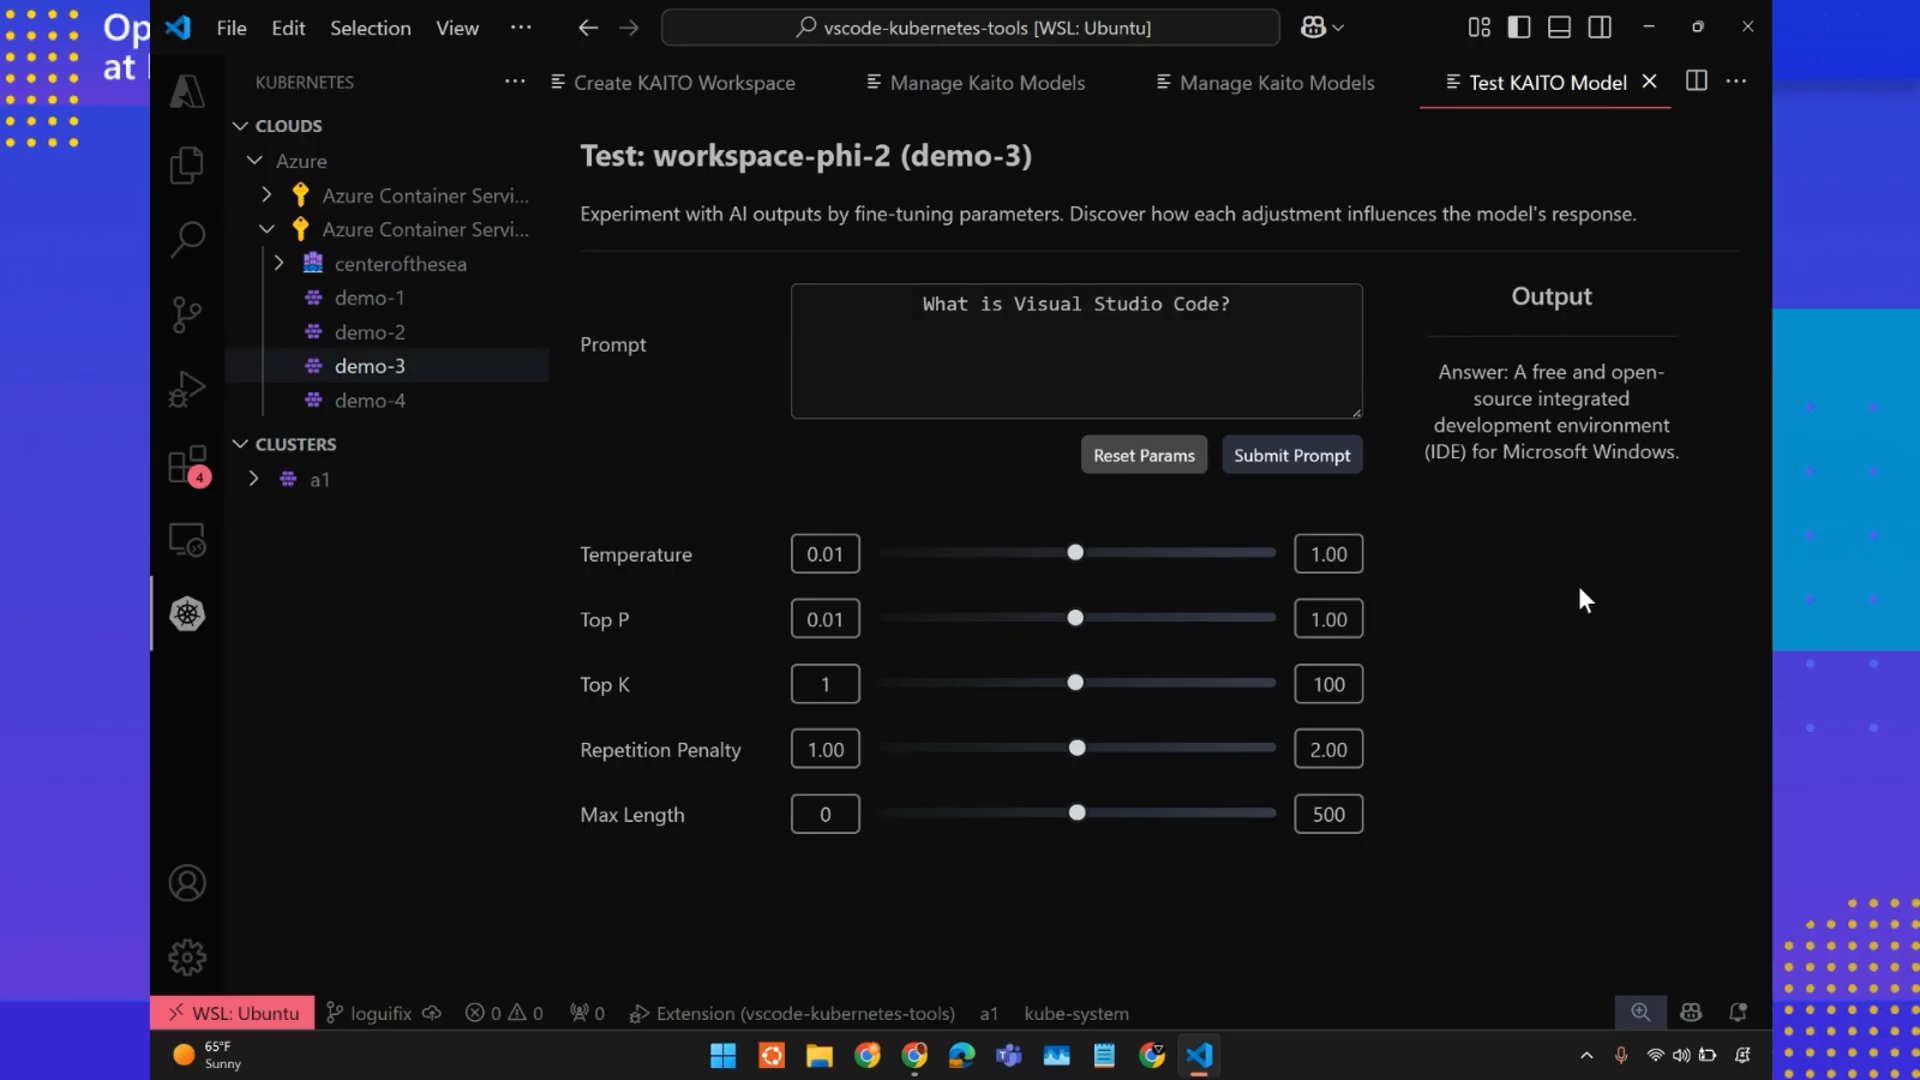 Op
at
File Edit Selection View ···
vscode-kubernetes-tools [WSL: Ubuntu]
KUBERNETES
Create KAITO Workspace
Manage Kaito Models
Manage Kaito Models
Test KAITO Model
CLOUDS
Azure
Azure Container Servi...
Azure Container Servi...
centerofthesea
demo-1
demo-2
demo-3
demo-4
CLUSTERS
a1
4
Test: workspace-phi-2 (demo-3)
Experiment with AI outputs by fine-tuning parameters. Discover how each adjustment influences the model's response.
Prompt
What is Visual Studio Code?
Reset Params
Submit Prompt
Output
Answer: A free and open-
source integrated
development environment
(IDE) for Microsoft Windows.
Temperature 0.01 1.00
Top P 0.01 1.00
Top K 1 100
Repetition Penalty 1.00 2.00
Max Length 0 500
WSL: Ubuntu loguifix 0 0 0 Extension (vscode-kubernetes-tools) a1 kube-system
65°F
Sunny